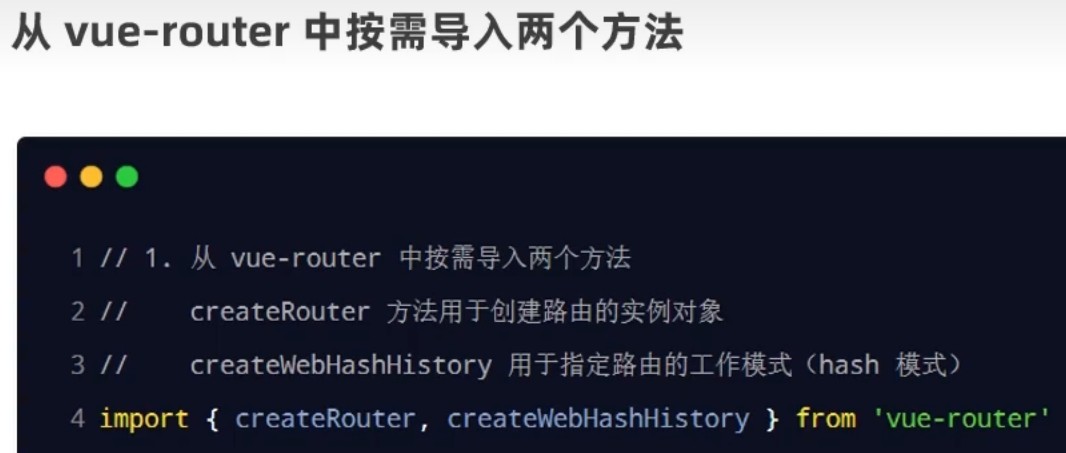 从 vue-router 中按需导入两个方法
1 // 1. 从 vue-router 中按需导入两个方法
2 //    createRouter 方法用于创建路由的实例对象
3 //    createWebHashHistory 用于指定路由的工作模式（hash 模式）
4 import { createRouter, createWebHashHistory } from 'vue-router'